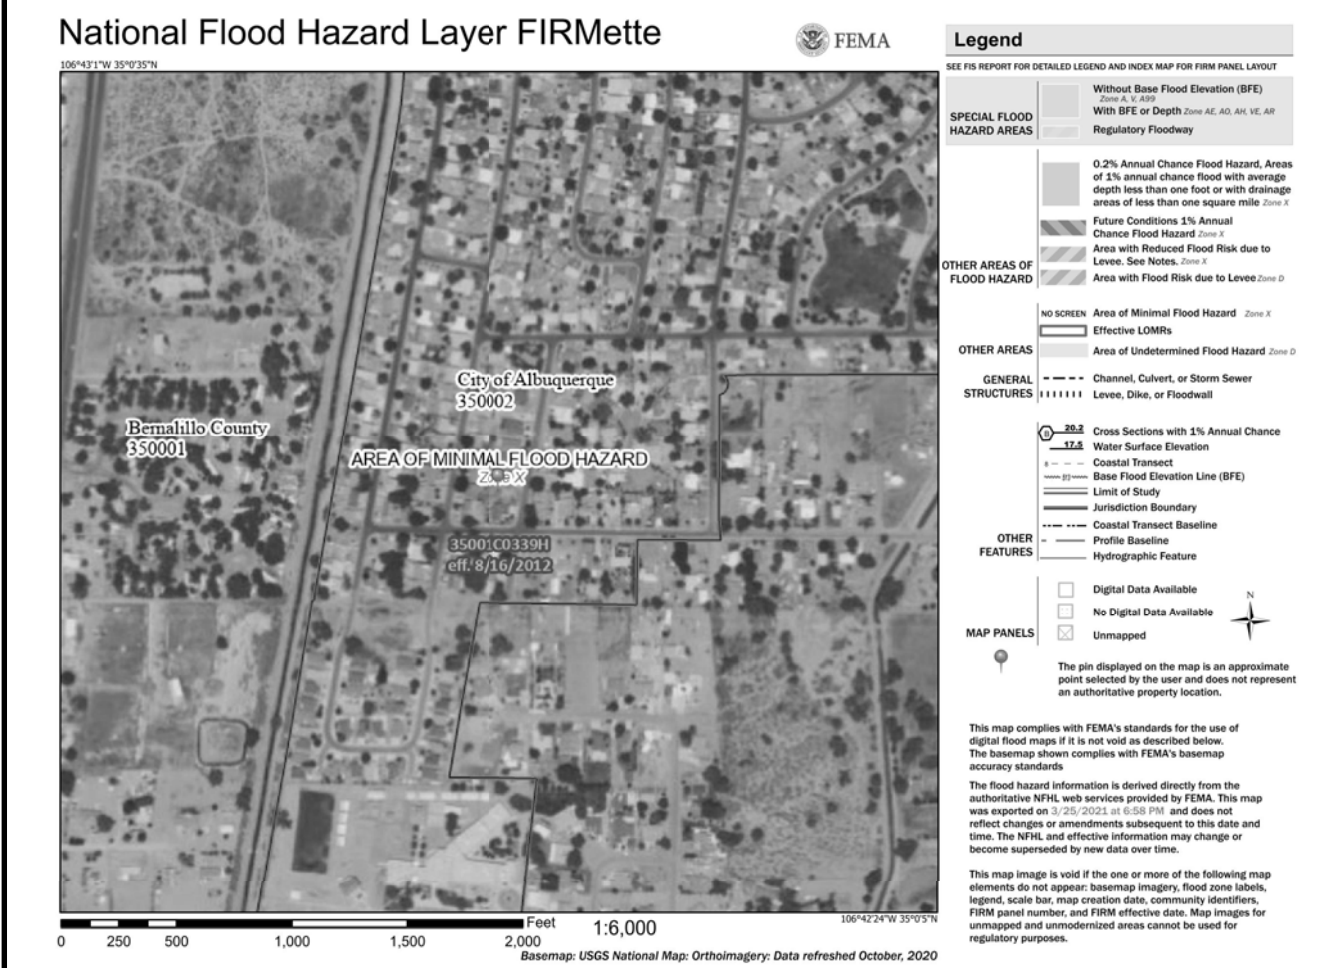 National Flood Hazard Layer FIRMette
FEMA
106°43'1"W 35°0'35"N
City of Albuquerque
350002
Bernalillo County
350001
AREA OF MINIMAL FLOOD HAZARD
Zone X
35001C0339H
eff. 8/16/2012
Feet
1:6,000
0 250 500 1,000 1,500 2,000
106°42'24"W 35°0'5"N
Basemap: USGS National Map: Orthoimagery: Data refreshed October, 2020
Legend
SEE FIS REPORT FOR DETAILED LEGEND AND INDEX MAP FOR FIRM PANEL LAYOUT
SPECIAL FLOOD
HAZARD AREAS
Without Base Flood Elevation (BFE)
Zone A, V, A99
With BFE or Depth Zone AE, AO, AH, VE, AR
Regulatory Floodway
OTHER AREAS OF
FLOOD HAZARD
0.2% Annual Chance Flood Hazard, Areas
of 1% annual chance flood with average
depth less than one foot or with drainage
areas of less than one square mile Zone X
Future Conditions 1% Annual
Chance Flood Hazard Zone X
Area with Reduced Flood Risk due to
Levee. See Notes. Zone X
Area with Flood Risk due to Levee Zone D
OTHER AREAS
NO SCREEN Area of Minimal Flood Hazard Zone X
Effective LOMRs
Area of Undetermined Flood Hazard Zone D
GENERAL
STRUCTURES
Channel, Culvert, or Storm Sewer
Levee, Dike, or Floodwall
OTHER
FEATURES
B 20.2 Cross Sections with 1% Annual Chance
17.5 Water Surface Elevation
8 Coastal Transect
513 Base Flood Elevation Line (BFE)
Limit of Study
Jurisdiction Boundary
Coastal Transect Baseline
Profile Baseline
Hydrographic Feature
MAP PANELS
Digital Data Available
No Digital Data Available
Unmapped
N
The pin displayed on the map is an approximate
point selected by the user and does not represent
an authoritative property location.
This map complies with FEMA's standards for the use of
digital flood maps if it is not void as described below.
The basemap shown complies with FEMA's basemap
accuracy standards
The flood hazard information is derived directly from the
authoritative NFHL web services provided by FEMA. This map
was exported on 3/25/2021 at 6:58 PM and does not
reflect changes or amendments subsequent to this date and
time. The NFHL and effective information may change or
become superseded by new data over time.
This map image is void if the one or more of the following map
elements do not appear: basemap imagery, flood zone labels,
legend, scale bar, map creation date, community identifiers,
FIRM panel number, and FIRM effective date. Map images for
unmapped and unmodernized areas cannot be used for
regulatory purposes.